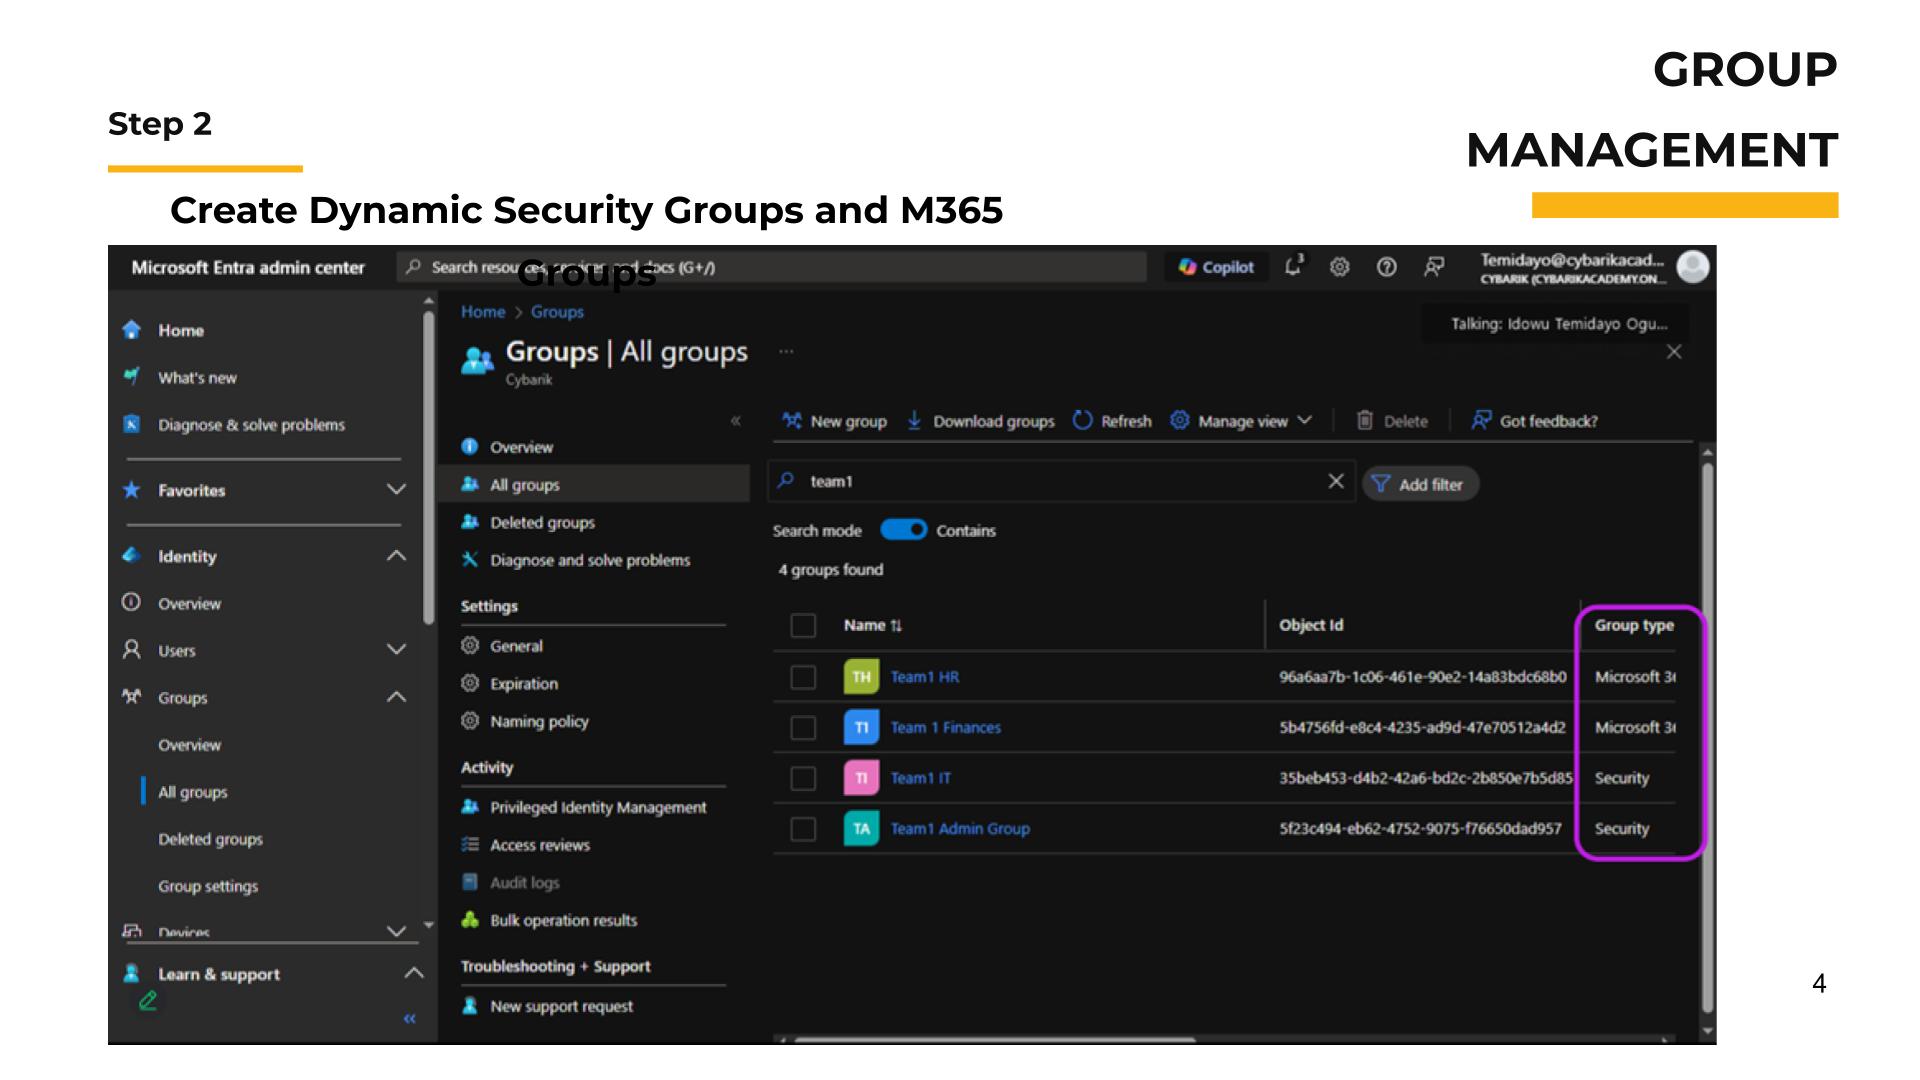 GROUP
MANAGEMENT
Step 2
Create Dynamic Security Groups and M365
Groups
Microsoft Entra admin center
Search resources, services, and docs (G+/)
Copilot
3
Temidayo@cybarikacad...
CYBARIK (CYBARIKACADEMY.ON...
Home
What's new
Diagnose & solve problems
Favorites
Identity
Overview
Users
Groups
Overview
All groups
Deleted groups
Group settings
Devices
Learn & support
Home > Groups
Talking: Idowu Temidayo Ogu...
Groups | All groups
...
Cybarik
Overview
All groups
Deleted groups
Diagnose and solve problems
Settings
General
Expiration
Naming policy
Activity
Privileged Identity Management
Access reviews
Audit logs
Bulk operation results
Troubleshooting + Support
New support request
New group
Download groups
Refresh
Manage view
Delete
Got feedback?
team1
Add filter
Search mode
Contains
4 groups found
Name
Object Id
Group type
TH Team1 HR 96a6aa7b-1c06-461e-90e2-14a83bdc68b0 Microsoft 36
T1 Team 1 Finances 5b4756fd-e8c4-4235-ad9d-47e70512a4d2 Microsoft 36
TI Team1 IT 35beb453-d4b2-42a6-bd2c-2b850e7b5d85 Security
TA Team1 Admin Group 5f23c494-eb62-4752-9075-f76650dad957 Security
4